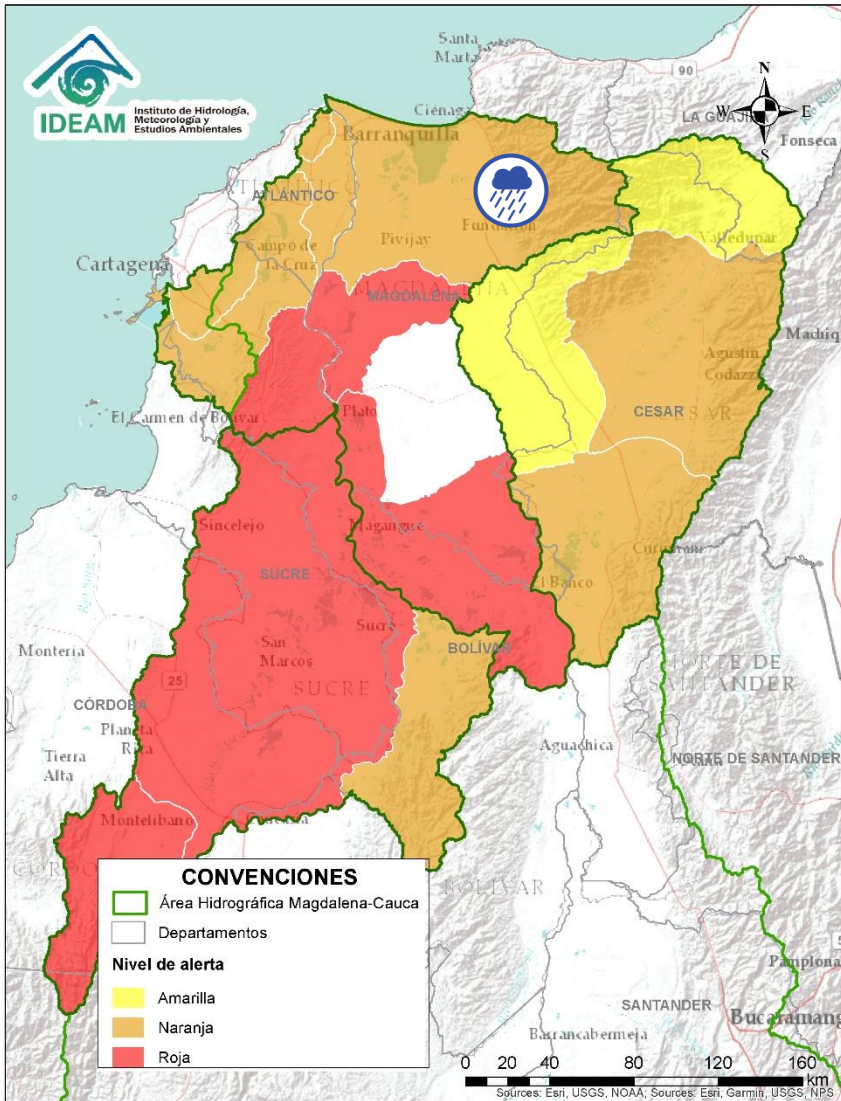 IDEAM
Instituto de Hidrología,
Meteorología y
Estudios Ambientales
Santa
Marta
90
N
W
E
S
LA GUAJI
Fonseca
Ciénaga
Barranquilla
ATLÁNTICO
Campo de
la Cruz
Pivijay
Cartagena
Valledupar
MAGDALENA
Machiq
Agustín
Codazzi
El Carmen de Bolívar
Plato
CESAR
Sincelejo
Magangué
SUCRE
El Banco
Sucre
San
Marcos
SUCRE
BOLÍVAR
Montería
25
CÓRDOBA
Planeta
Rica
Tierra
Alta
NORTE DE
SANTANDER
Aguachica
NORTE DE SANTANDER
Montelíbano
BOLÍVAR
CONVENCIONES
Área Hidrográfica Magdalena-Cauca
Departamentos
Nivel de alerta
Amarilla
Naranja
Roja
Pamplona
SANTANDER
Bucaramang
Barrancabermeja
0 20 40 80 120 160
km
Sources: Esri, USGS, NOAA; Sources: Esri, Garmin, USGS, NPS